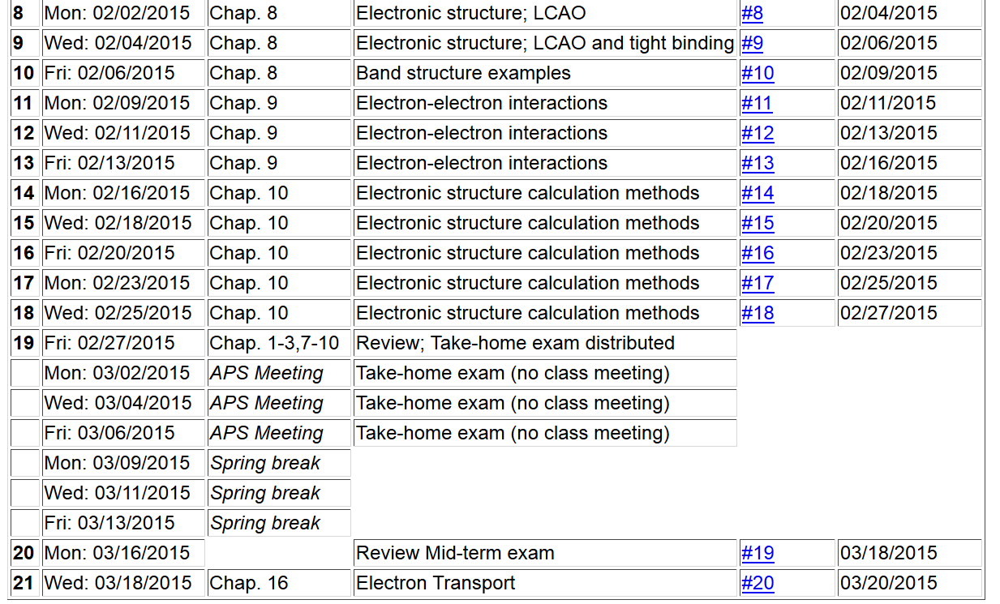 8 Mon: 02/02/2015 Chap. 8 Electronic structure; LCAO #8 02/04/2015
9 Wed: 02/04/2015 Chap. 8 Electronic structure; LCAO and tight binding #9 02/06/2015
10 Fri: 02/06/2015 Chap. 8 Band structure examples #10 02/09/2015
11 Mon: 02/09/2015 Chap. 9 Electron-electron interactions #11 02/11/2015
12 Wed: 02/11/2015 Chap. 9 Electron-electron interactions #12 02/13/2015
13 Fri: 02/13/2015 Chap. 9 Electron-electron interactions #13 02/16/2015
14 Mon: 02/16/2015 Chap. 10 Electronic structure calculation methods #14 02/18/2015
15 Wed: 02/18/2015 Chap. 10 Electronic structure calculation methods #15 02/20/2015
16 Fri: 02/20/2015 Chap. 10 Electronic structure calculation methods #16 02/23/2015
17 Mon: 02/23/2015 Chap. 10 Electronic structure calculation methods #17 02/25/2015
18 Wed: 02/25/2015 Chap. 10 Electronic structure calculation methods #18 02/27/2015
19 Fri: 02/27/2015 Chap. 1-3,7-10 Review; Take-home exam distributed
Mon: 03/02/2015 APS Meeting Take-home exam (no class meeting)
Wed: 03/04/2015 APS Meeting Take-home exam (no class meeting)
Fri: 03/06/2015 APS Meeting Take-home exam (no class meeting)
Mon: 03/09/2015 Spring break
Wed: 03/11/2015 Spring break
Fri: 03/13/2015 Spring break
20 Mon: 03/16/2015 Review Mid-term exam #19 03/18/2015
21 Wed: 03/18/2015 Chap. 16 Electron Transport #20 03/20/2015